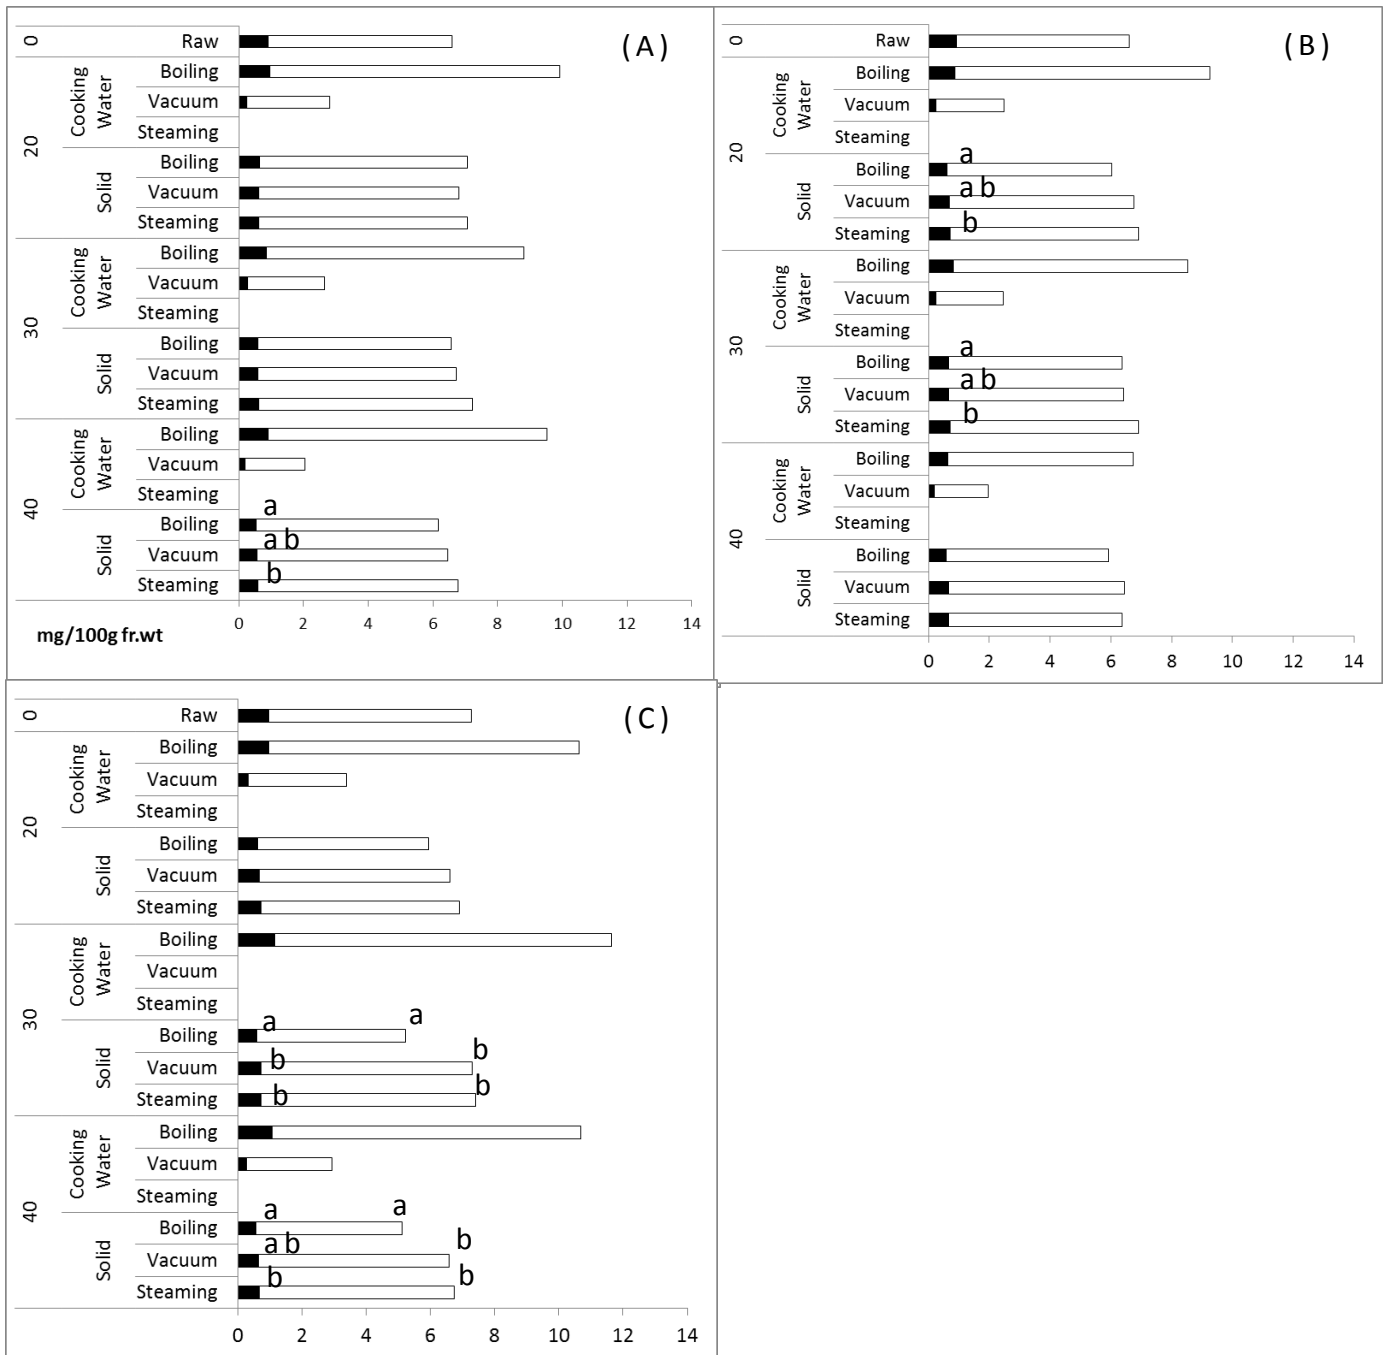 (A)
0
Raw
20
Cooking Water
Boiling
Vacuum
Steaming
Solid
Boiling
Vacuum
Steaming
30
Cooking Water
Boiling
Vacuum
Steaming
Solid
Boiling
Vacuum
Steaming
40
Cooking Water
Boiling
Vacuum
Steaming
Solid
Boiling a
Vacuum a b
Steaming b
0 2 4 6 8 10 12 14
mg/100g fr.wt
(B)
0
Raw
20
Cooking Water
Boiling
Vacuum
Steaming
Solid
Boiling a
Vacuum a b
Steaming b
30
Cooking Water
Boiling
Vacuum
Steaming
Solid
Boiling a
Vacuum a b
Steaming b
40
Cooking Water
Boiling
Vacuum
Steaming
Solid
Boiling
Vacuum
Steaming
0 2 4 6 8 10 12 14
(C)
0
Raw
20
Cooking Water
Boiling
Vacuum
Steaming
Solid
Boiling
Vacuum
Steaming
30
Cooking Water
Boiling
Vacuum
Steaming
Solid
Boiling a a
Vacuum b b
Steaming b b
40
Cooking Water
Boiling
Vacuum
Steaming
Solid
Boiling a a
Vacuum a b b
Steaming b b
0 2 4 6 8 10 12 14